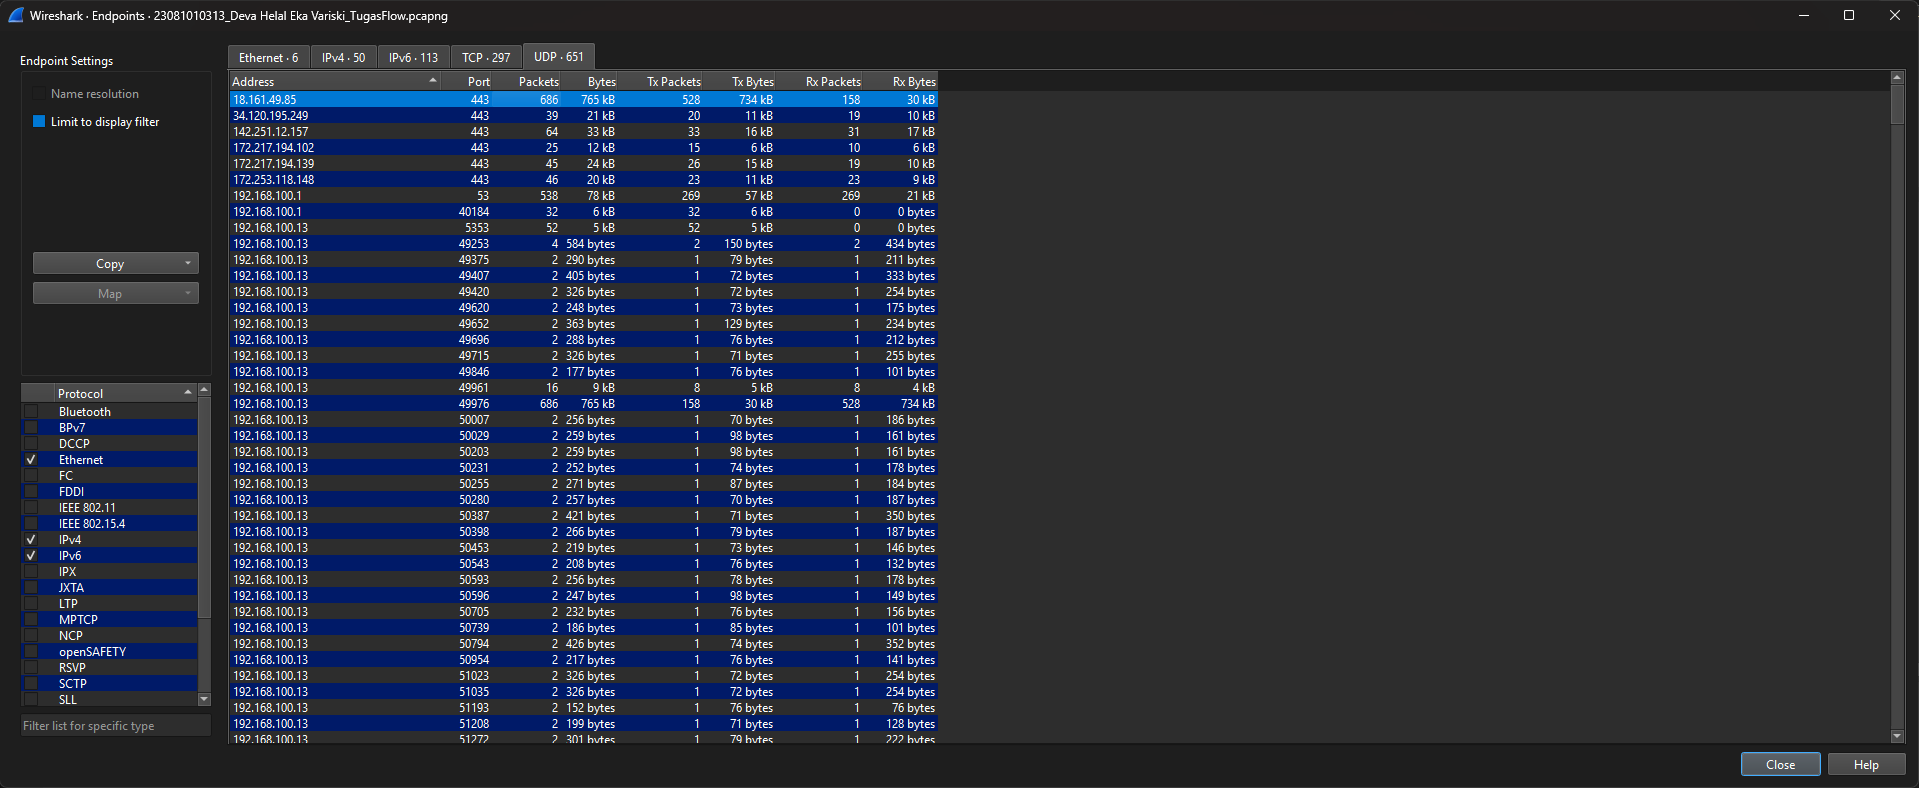 Wireshark · Endpoints · 23081010313_Deva Helal Eka Variski_TugasFlow.pcapng
Endpoint Settings
Name resolution
Limit to display filter
Copy
Map
Protocol
Bluetooth
BPv7
DCCP
Ethernet
FC
FDDI
IEEE 802.11
IEEE 802.15.4
IPv4
IPv6
IPX
JXTA
LTP
MPTCP
NCP
openSAFETY
RSVP
SCTP
SLL
Filter list for specific type
Ethernet · 6 IPv4 · 50 IPv6 · 113 TCP · 297 UDP · 651
Address Port Packets Bytes Tx Packets Tx Bytes Rx Packets Rx Bytes
18.161.49.85 443 686 765 kB 528 734 kB 158 30 kB
34.120.195.249 443 39 21 kB 20 11 kB 19 10 kB
142.251.12.157 443 64 33 kB 33 16 kB 31 17 kB
172.217.194.102 443 25 12 kB 15 6 kB 10 6 kB
172.217.194.139 443 45 24 kB 26 15 kB 19 10 kB
172.253.118.148 443 46 20 kB 23 11 kB 23 9 kB
192.168.100.1 53 538 78 kB 269 57 kB 269 21 kB
192.168.100.1 40184 32 6 kB 32 6 kB 0 0 bytes
192.168.100.13 5353 52 5 kB 52 5 kB 0 0 bytes
192.168.100.13 49253 4 584 bytes 2 150 bytes 2 434 bytes
192.168.100.13 49375 2 290 bytes 1 79 bytes 1 211 bytes
192.168.100.13 49407 2 405 bytes 1 72 bytes 1 333 bytes
192.168.100.13 49420 2 326 bytes 1 72 bytes 1 254 bytes
192.168.100.13 49620 2 248 bytes 1 73 bytes 1 175 bytes
192.168.100.13 49652 2 363 bytes 1 129 bytes 1 234 bytes
192.168.100.13 49696 2 288 bytes 1 76 bytes 1 212 bytes
192.168.100.13 49715 2 326 bytes 1 71 bytes 1 255 bytes
192.168.100.13 49846 2 177 bytes 1 76 bytes 1 101 bytes
192.168.100.13 49961 16 9 kB 8 5 kB 8 4 kB
192.168.100.13 49976 686 765 kB 158 30 kB 528 734 kB
192.168.100.13 50007 2 256 bytes 1 70 bytes 1 186 bytes
192.168.100.13 50029 2 259 bytes 1 98 bytes 1 161 bytes
192.168.100.13 50203 2 259 bytes 1 98 bytes 1 161 bytes
192.168.100.13 50231 2 252 bytes 1 74 bytes 1 178 bytes
192.168.100.13 50255 2 271 bytes 1 87 bytes 1 184 bytes
192.168.100.13 50280 2 257 bytes 1 70 bytes 1 187 bytes
192.168.100.13 50387 2 421 bytes 1 71 bytes 1 350 bytes
192.168.100.13 50398 2 266 bytes 1 79 bytes 1 187 bytes
192.168.100.13 50453 2 219 bytes 1 73 bytes 1 146 bytes
192.168.100.13 50543 2 208 bytes 1 76 bytes 1 132 bytes
192.168.100.13 50593 2 256 bytes 1 78 bytes 1 178 bytes
192.168.100.13 50596 2 247 bytes 1 98 bytes 1 149 bytes
192.168.100.13 50705 2 232 bytes 1 76 bytes 1 156 bytes
192.168.100.13 50739 2 186 bytes 1 85 bytes 1 101 bytes
192.168.100.13 50794 2 426 bytes 1 74 bytes 1 352 bytes
192.168.100.13 50954 2 217 bytes 1 76 bytes 1 141 bytes
192.168.100.13 51023 2 326 bytes 1 72 bytes 1 254 bytes
192.168.100.13 51035 2 326 bytes 1 72 bytes 1 254 bytes
192.168.100.13 51193 2 152 bytes 1 76 bytes 1 76 bytes
192.168.100.13 51208 2 199 bytes 1 71 bytes 1 128 bytes
192.168.100.13 51272 2 301 bytes 1 79 bytes 1 222 bytes
Close Help